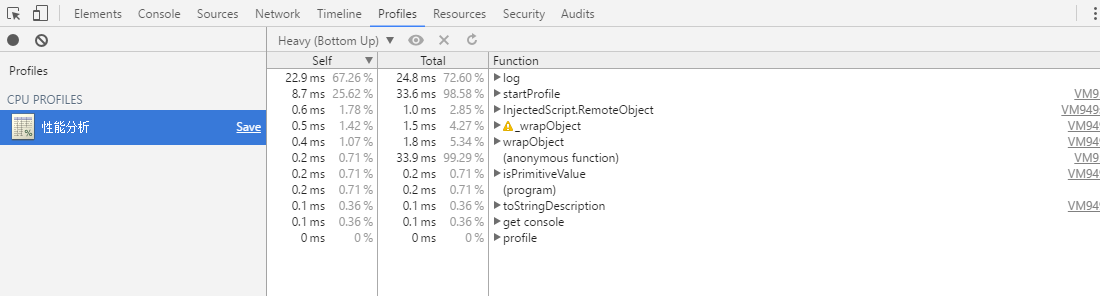 Elements Console Sources Network Timeline Profiles Resources Security Audits
Heavy (Bottom Up)
Profiles
CPU PROFILES
性能分析 Save
Self Total Function
22.9 ms 67.26 % 24.8 ms 72.60 % log
8.7 ms 25.62 % 33.6 ms 98.58 % startProfile VM9
0.6 ms 1.78 % 1.0 ms 2.85 % InjectedScript.RemoteObject VM949
0.5 ms 1.42 % 1.5 ms 4.27 % _wrapObject VM949
0.4 ms 1.07 % 1.8 ms 5.34 % wrapObject VM949
0.2 ms 0.71 % 33.9 ms 99.29 % (anonymous function) VM9
0.2 ms 0.71 % 0.2 ms 0.71 % isPrimitiveValue VM949
0.2 ms 0.71 % 0.2 ms 0.71 % (program)
0.1 ms 0.36 % 0.1 ms 0.36 % toStringDescription VM949
0.1 ms 0.36 % 0.1 ms 0.36 % get console
0 ms 0 % 0 ms 0 % profile